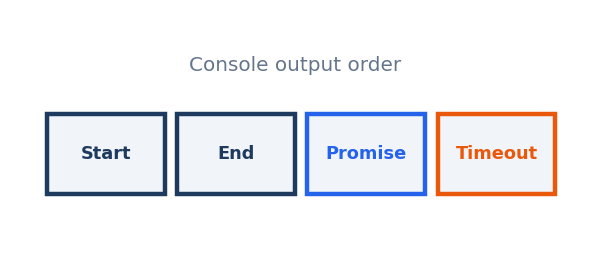 Console output order
Start End Promise Timeout